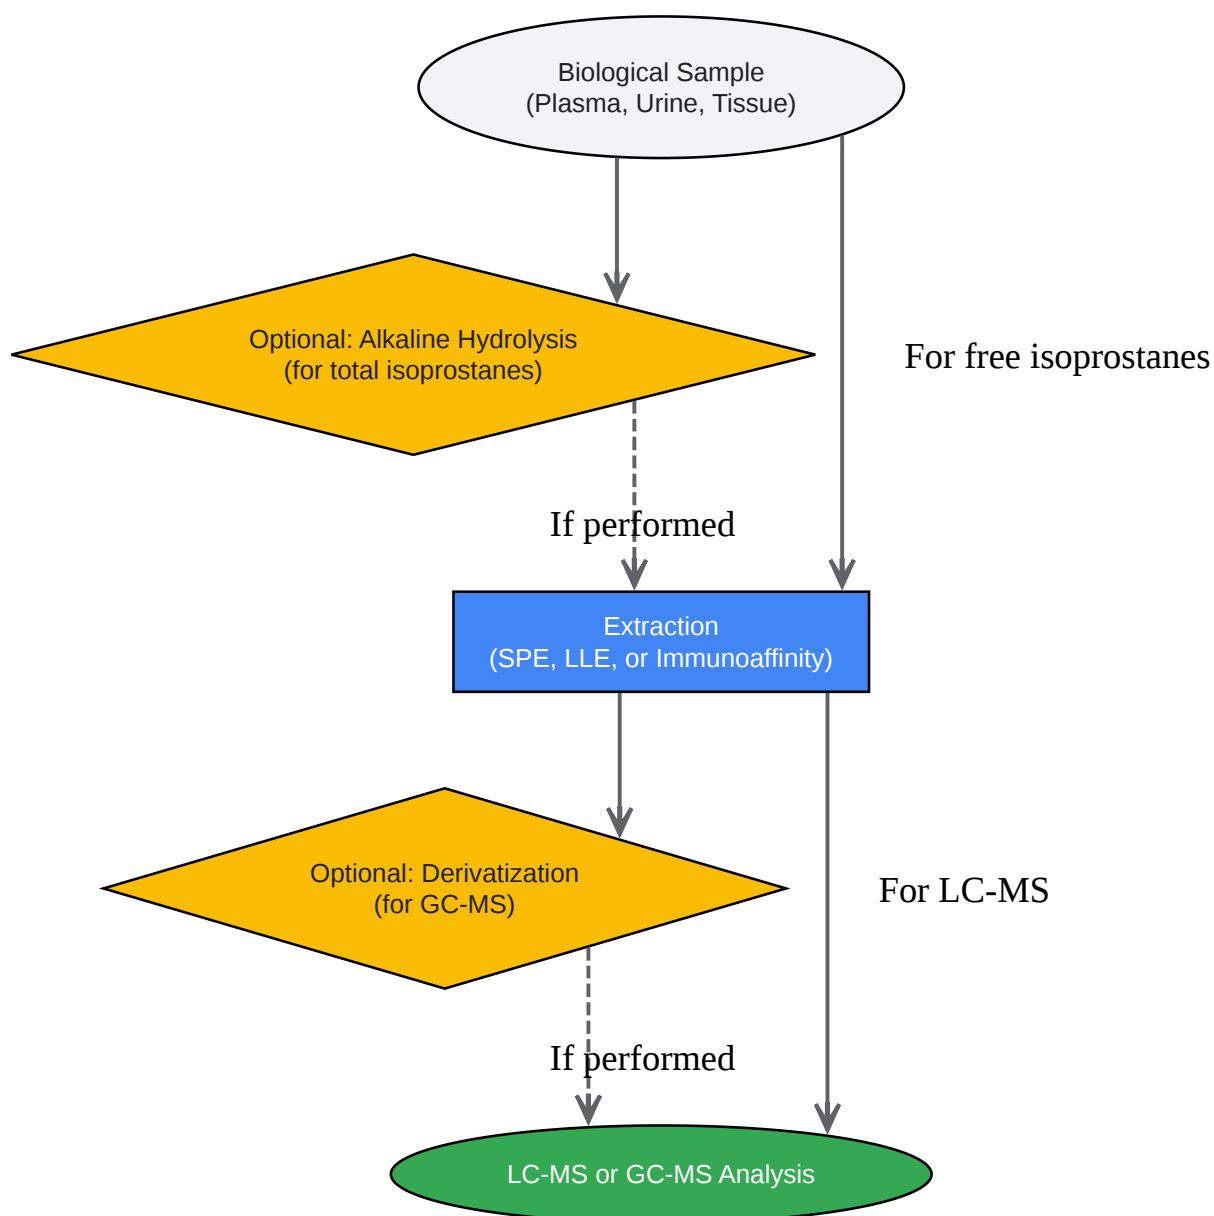 Biological Sample
(Plasma, Urine, Tissue)
Optional: Alkaline Hydrolysis
(for total isoprostanes)
For free isoprostanes
If performed
Extraction
(SPE, LLE, or Immunoaffinity)
Optional: Derivatization
(for GC-MS)
For LC-MS
If performed
LC-MS or GC-MS Analysis